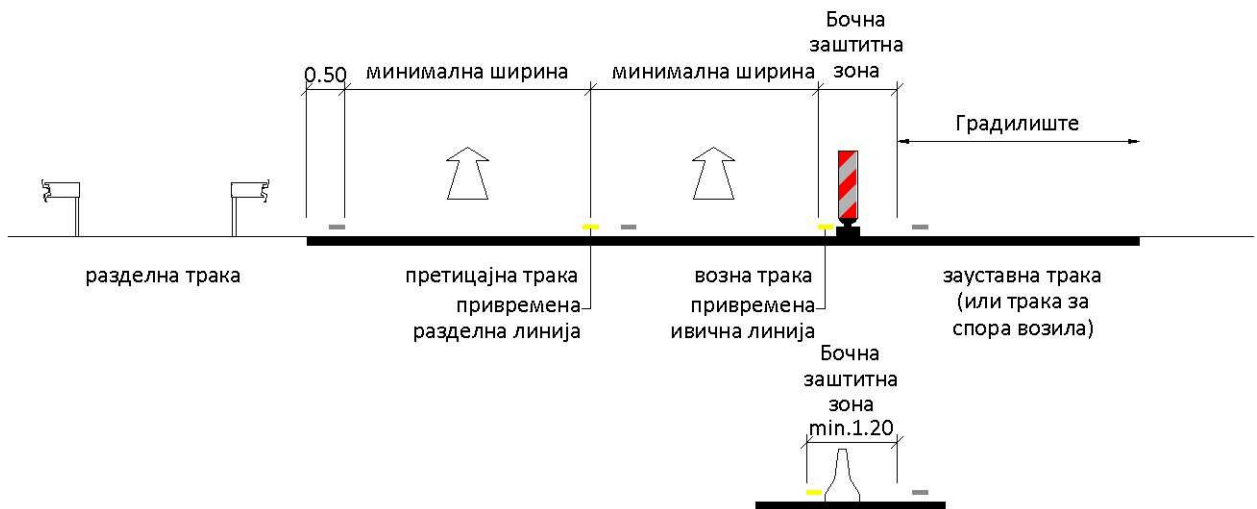 Бочна
заштитна
зона
0.50
минимална ширина
минимална ширина
Градилиште
разделна трака
претицајна трака
привремена
разделна линија
возна трака
привремена
ивична линија
зауставна трака
(или трака за
спора возила)
Бочна
заштитна
зона
min.1.20